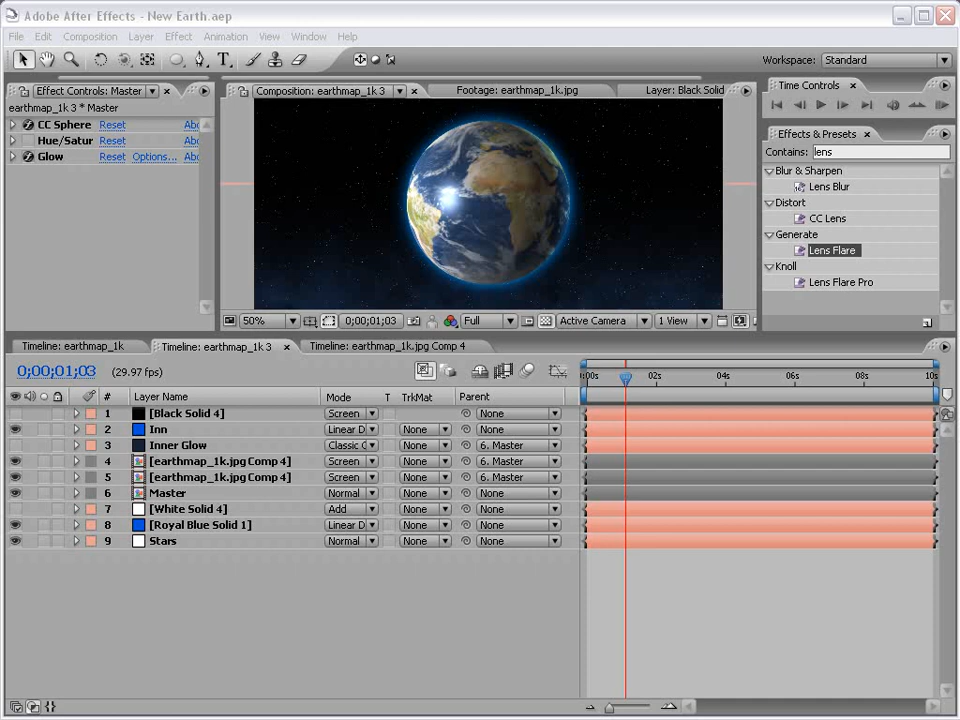 Adobe After Effects - New Earth.aep
File Edit Composition Layer Effect Animation View Window Help
Workspace: Standard
Effect Controls: Master
Composition: earthmap_1k 3
Footage: earthmap_1k.jpg
Layer: Black Solid
Time Controls
earthmap_1k 3 * Master
CC Sphere Reset Abo
Hue/Satur Reset Abo
Glow Reset Options... Abo
Effects & Presets
Contains: lens
Blur & Sharpen
Lens Blur
Distort
CC Lens
Generate
Lens Flare
Knoll
Lens Flare Pro
50% 0;00;01;03 Full Active Camera 1 View
Timeline: earthmap_1k Timeline: earthmap_1k 3 Timeline: earthmap_1k.jpg Comp 4
0;00;01;03 (29.97 fps)
:00s 02s 04s 06s 08s 10s
# Layer Name Mode T TrkMat Parent
1 [Black Solid 4] Screen None
2 Inn Linear D None None
3 Inner Glow Classic C None 6. Master
4 [earthmap_1k.jpg Comp 4] Screen None 6. Master
5 [earthmap_1k.jpg Comp 4] Screen None 6. Master
6 Master Normal None None
7 [White Solid 4] Add None None
8 [Royal Blue Solid 1] Linear D None None
9 Stars Normal None None